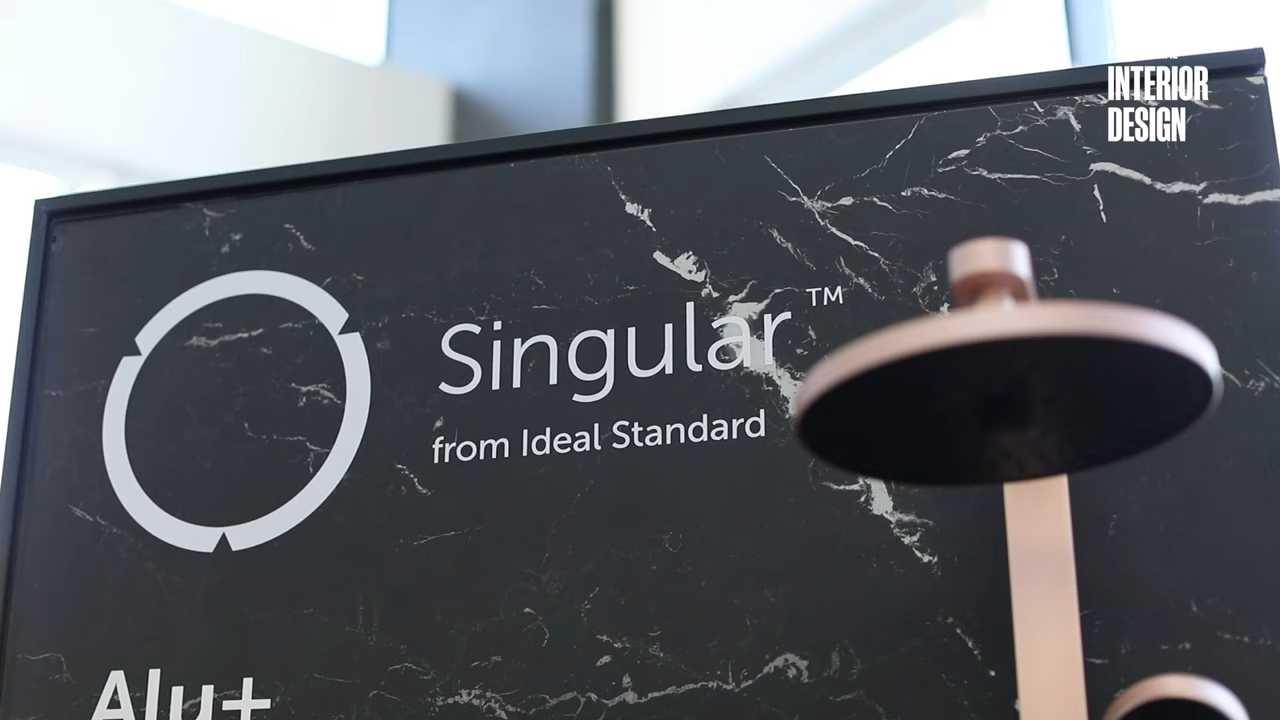 INTERIOR
DESIGN
Singular™
from Ideal Standard
Alu+